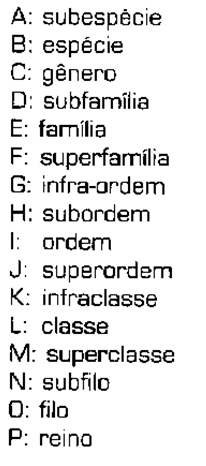 A: subespécie
B: espécie
C: gênero
D: subfamília
E: família
F: superfamília
G: infra-ordem
H: subordem
I: ordem
J: superordem
K: infraclasse
L: classe
M: superclasse
N: subfilo
O: filo
P: reino